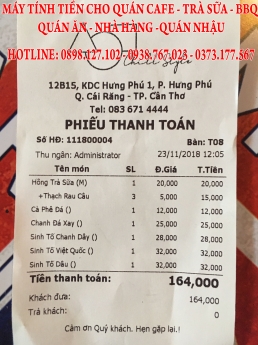 MÁY TÍNH TIỀN CHO QUÁN CAFE - TRÀ SỮA - BBQ
QUÁN ĂN - NHÀ HÀNG -QUÁN NHẬU
HOTLINE: 0898.127.102- 0938.767.023 - 0373.177.567
Style
12B15, KDC Hưng Phú 1, P. Hưng Phú
Q. Cái Răng - TP. Cần Thơ
Tel: 083 671 4444
PHIẾU THANH TOÁN
Số HĐ: 111800004 Bàn: T08
Thu ngân: Administrator 23/11/2018 12:05
Tên món SL Đ.Giá T.Tiền
Hồng Trà Sữa (M) 1 20,000 20,000
+Thạch Rau Câu 3 5,000 15,000
Cà Phê Đá () 1 12,000 12,000
Chanh Đá Xay () 1 25,000 25,000
Sinh Tố Chanh Dây () 1 28,000 28,000
Sinh Tố Việt Quốc () 1 32,000 32,000
Sinh Tố Dâu () 1 32,000 32,000
Tiền thanh toán: 164,000
Khách đưa: 164,000
Trả khách: 0
Cảm ơn Quý khách. Hẹn gặp lại.!